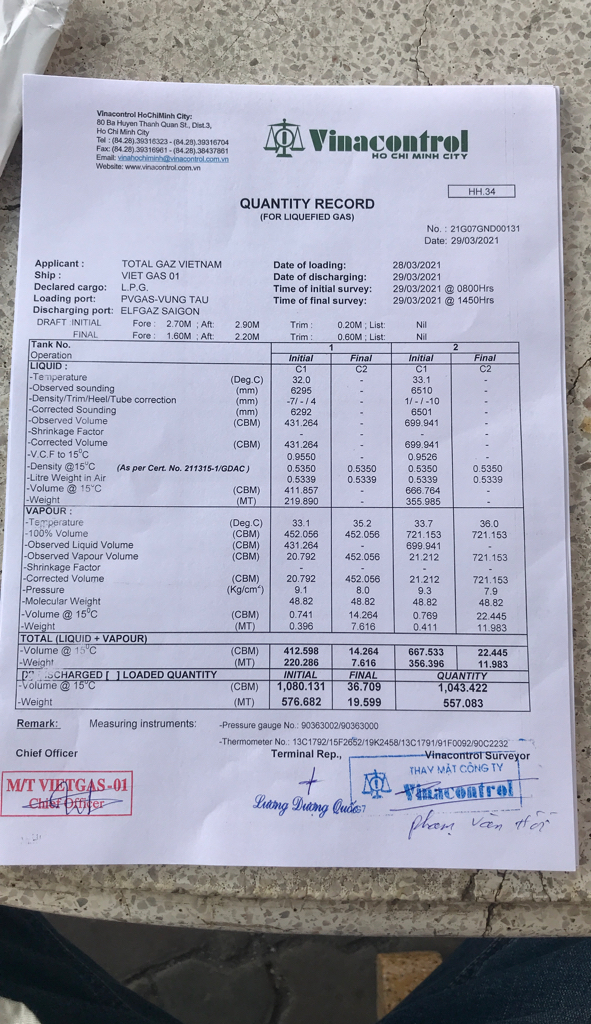 Vinacontrol HoChiMinh City:
80 Ba Huyen Thanh Quan St., Dist.3,
Ho Chi Minh City
Tel : (84.28).39316323 - (84.28).39316704
Fax: (84.28).39316961 - (84.28).38437861
Email: vinahochiminh@vinacontrol.com.vn
Website: www.vinacontrol.com.vn
Vinacontrol
HO CHI MINH CITY
HH.34
QUANTITY RECORD
(FOR LIQUEFIED GAS)
No. : 21G07GND00131
Date: 29/03/2021
Applicant : TOTAL GAZ VIETNAM Date of loading: 28/03/2021
Ship : VIET GAS 01 Date of discharging: 29/03/2021
Declared cargo: L.P.G. Time of initial survey: 29/03/2021 @ 0800Hrs
Loading port: PVGAS-VUNG TAU Time of final survey: 29/03/2021 @ 1450Hrs
Discharging port: ELFGAZ SAIGON
DRAFT INITIAL Fore : 2.70M ; Aft: 2.90M Trim : 0.20M ; List: Nil
FINAL Fore : 1.60M ; Aft: 2.20M Trim : 0.60M ; List: Nil
Tank No. 1 2
Operation Initial Final Initial Final
LIQUID : C1 C2 C1 C2
-Temperature (Deg.C) 32.0 - 33.1 -
-Observed sounding (mm) 6295 - 6510 -
-Density/Trim/Heel/Tube correction (mm) -7/ - / 4 - 1/ - / -10 -
-Corrected Sounding (mm) 6292 - 6501 -
-Observed Volume (CBM) 431.264 - 699.941 -
-Shrinkage Factor - - - -
-Corrected Volume (CBM) 431.264 - 699.941 -
-V.C.F to 15°C 0.9550 - 0.9526 -
-Density @15°C (As per Cert. No. 211315-1/GDAC ) 0.5350 0.5350 0.5350 0.5350
-Litre Weight in Air 0.5339 0.5339 0.5339 0.5339
-Volume @ 15°C (CBM) 411.857 - 666.764 -
-Weight (MT) 219.890 - 355.985 -
VAPOUR :
-Temperature (Deg.C) 33.1 35.2 33.7 36.0
-100% Volume (CBM) 452.056 452.056 721.153 721.153
-Observed Liquid Volume (CBM) 431.264 - 699.941 -
-Observed Vapour Volume (CBM) 20.792 452.056 21.212 721.153
-Shrinkage Factor - - - -
-Corrected Volume (CBM) 20.792 452.056 21.212 721.153
-Pressure (Kg/cm²) 9.1 8.0 9.3 7.9
-Molecular Weight 48.82 48.82 48.82 48.82
-Volume @ 15°C (CBM) 0.741 14.264 0.769 22.445
-Weight (MT) 0.396 7.616 0.411 11.983
TOTAL (LIQUID + VAPOUR)
-Volume @ 15°C (CBM) 412.598 14.264 667.533 22.445
-Weight (MT) 220.286 7.616 356.396 11.983
DISCHARGED [ ] LOADED QUANTITY INITIAL FINAL QUANTITY
-Volume @ 15°C (CBM) 1,080.131 36.709 1,043.422
-Weight (MT) 576.682 19.599 557.083
Remark: Measuring instruments: -Pressure gauge No.: 90363002/90363000
-Thermometer No.: 13C1792/15F2652/19K2458/13C1791/91F0092/90C2232
Chief Officer Terminal Rep., Vinacontrol Surveyor
M/T VIETGAS-01
Chief Officer
Lương Dương Quốc
THAY MẶT CÔNG TY
Vinacontrol
phạm Văn